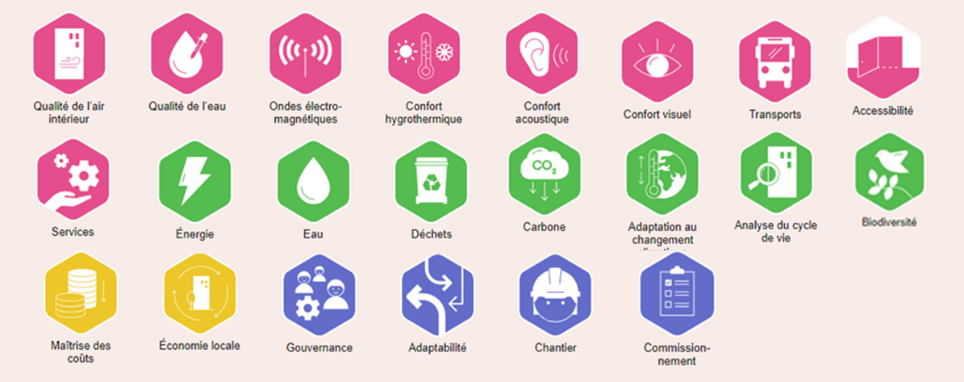 Qualité de l'air
intérieur
Qualité de l'eau
Ondes électro-
magnétiques
Confort
hygrothermique
Confort
acoustique
Confort visuel
Transports
Accessibilité
CO₂
Services
Énergie
Eau
Déchets
Carbone
Adaptation au
changement
Analyse du cycle
de vie
Biodiversité
Maîtrise des
coûts
Économie locale
Gouvernance
Adaptabilité
Chantier
Commission-
nement